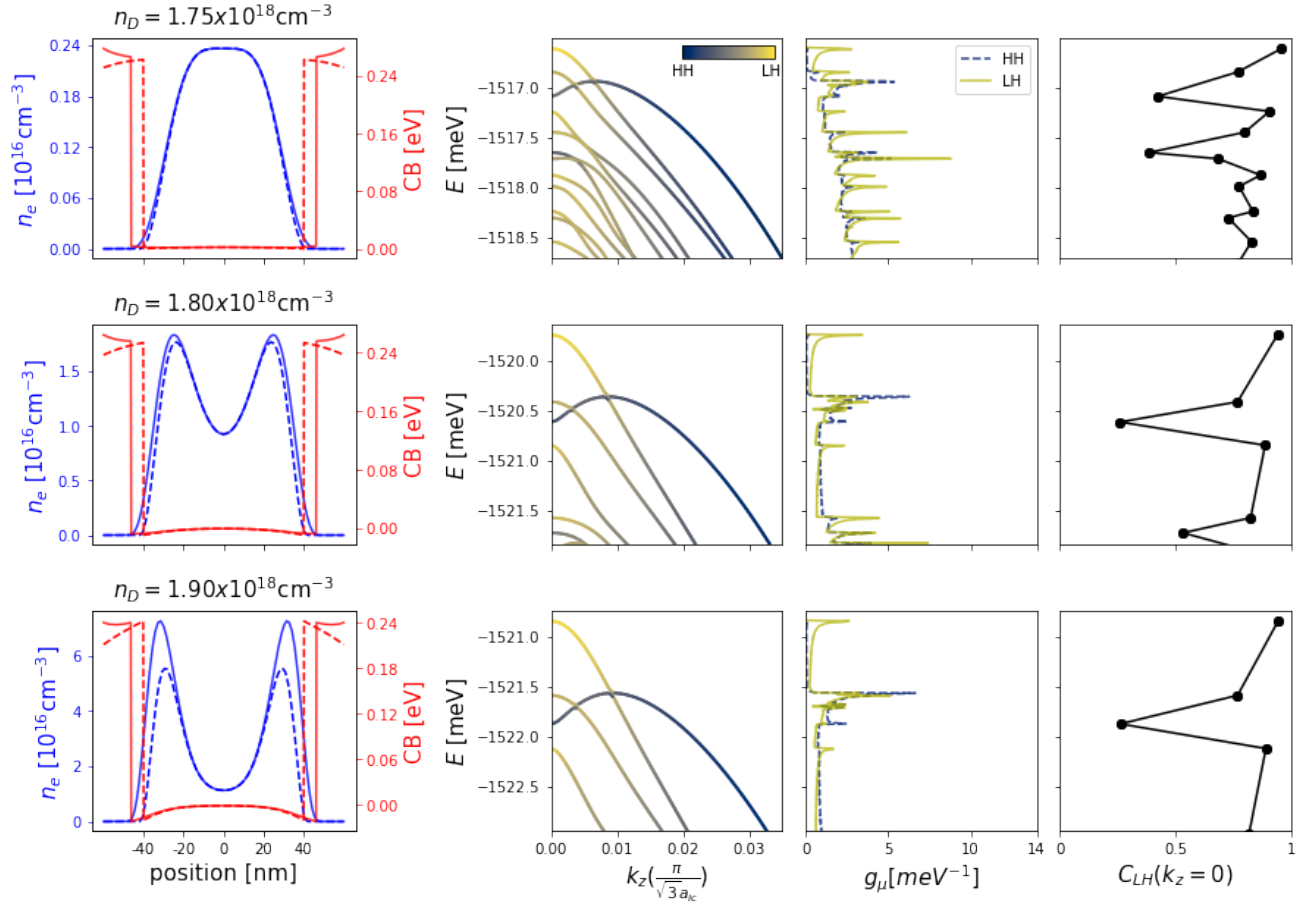 n_D = 1.75x10^18 cm^−3
0.24
0.18
0.12
0.06
0.00
n_e [10^16 cm^−3]
0.24
0.16
0.08
0.00
CB [eV]
−1517.0
−1517.5
−1518.0
−1518.5
E [meV]
HH LH
HH
LH
n_D = 1.80x10^18 cm^−3
1.5
1.0
0.5
0.0
n_e [10^16 cm^−3]
0.24
0.16
0.08
0.00
CB [eV]
−1520.0
−1520.5
−1521.0
−1521.5
E [meV]
n_D = 1.90x10^18 cm^−3
6
4
2
0
n_e [10^16 cm^−3]
0.24
0.18
0.12
0.06
0.00
CB [eV]
-40 -20 0 20 40
position [nm]
−1521.0
−1521.5
−1522.0
−1522.5
E [meV]
0.00 0.01 0.02 0.03
k_z(π/√3a_lc)
0 5 10 14
g_μ[meV^−1]
0 0.5 1
C_LH(k_z = 0)